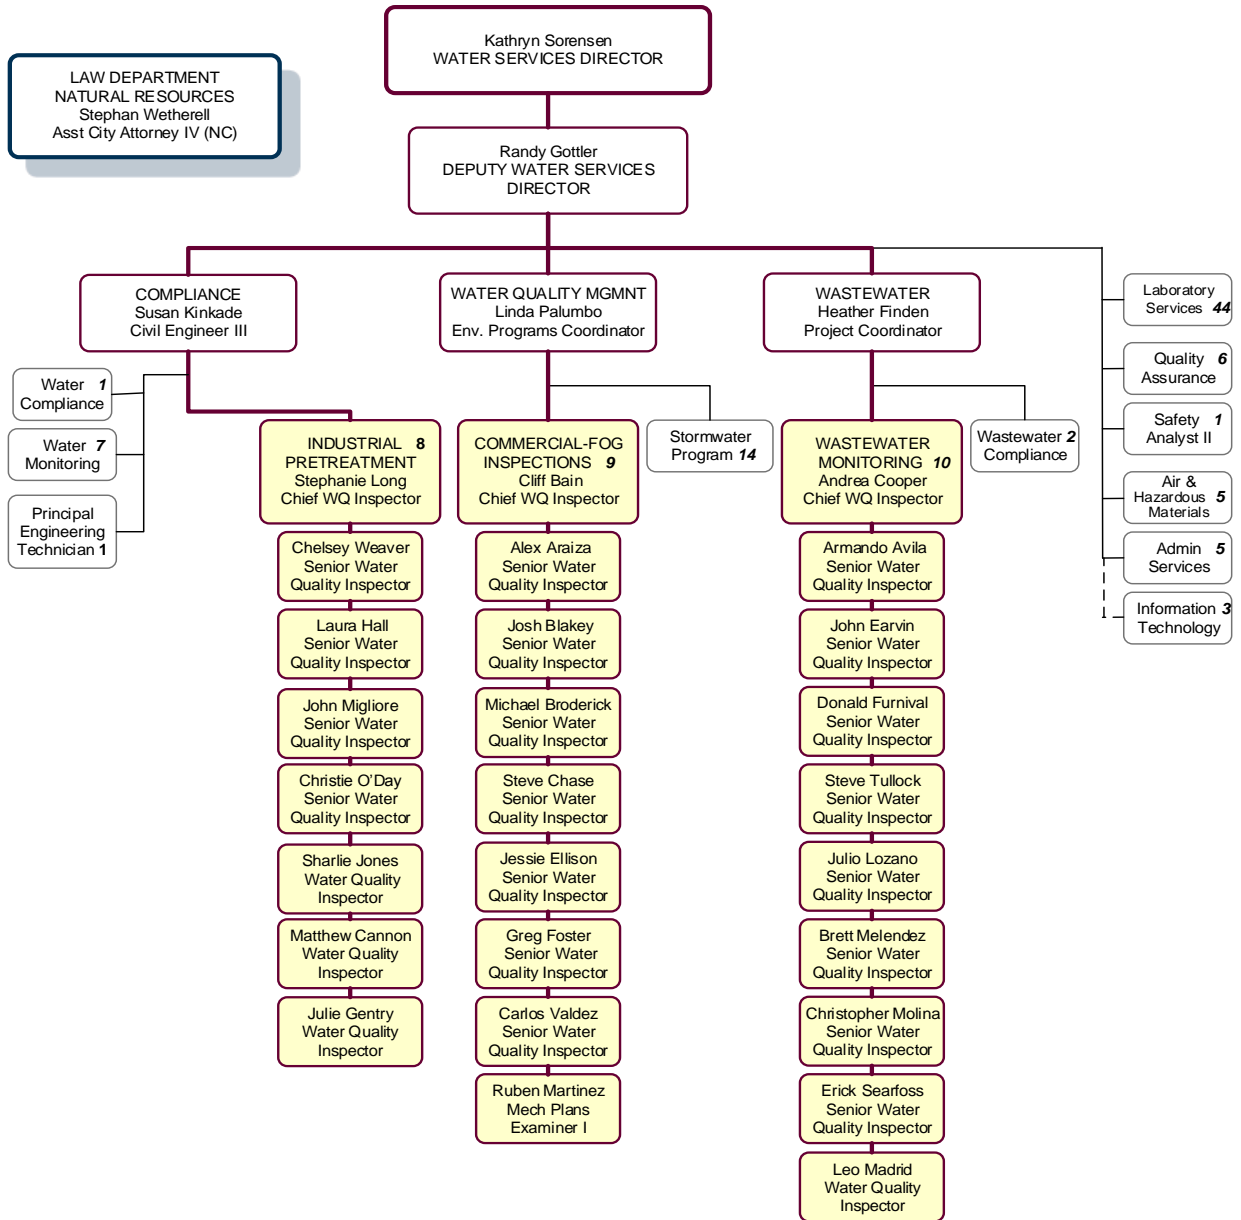 Kathryn Sorensen
WATER SERVICES DIRECTOR
LAW DEPARTMENT
NATURAL RESOURCES
Stephan Wetherell
Asst City Attorney IV (NC)
Randy Gottler
DEPUTY WATER SERVICES
DIRECTOR
COMPLIANCE
Susan Kinkade
Civil Engineer III
WATER QUALITY MGMNT
Linda Palumbo
Env. Programs Coordinator
WASTEWATER
Heather Finden
Project Coordinator
Laboratory
Services 44
Quality 6
Assurance
Safety 1
Analyst II
Air &
Hazardous 5
Materials
Admin 5
Services
Information 3
Technology
Water 1
Compliance
Water 7
Monitoring
Principal
Engineering
Technician 1
INDUSTRIAL 8
PRETREATMENT
Stephanie Long
Chief WQ Inspector
Chelsey Weaver
Senior Water
Quality Inspector
Laura Hall
Senior Water
Quality Inspector
John Migliore
Senior Water
Quality Inspector
Christie O'Day
Senior Water
Quality Inspector
Sharlie Jones
Water Quality
Inspector
Matthew Cannon
Water Quality
Inspector
Julie Gentry
Water Quality
Inspector
COMMERCIAL-FOG
INSPECTIONS 9
Cliff Bain
Chief WQ Inspector
Stormwater
Program 14
Alex Araiza
Senior Water
Quality Inspector
Josh Blakey
Senior Water
Quality Inspector
Michael Broderick
Senior Water
Quality Inspector
Steve Chase
Senior Water
Quality Inspector
Jessie Ellison
Senior Water
Quality Inspector
Greg Foster
Senior Water
Quality Inspector
Carlos Valdez
Senior Water
Quality Inspector
Ruben Martinez
Mech Plans
Examiner I
WASTEWATER
MONITORING 10
Andrea Cooper
Chief WQ Inspector
Wastewater 2
Compliance
Armando Avila
Senior Water
Quality Inspector
John Earvin
Senior Water
Quality Inspector
Donald Furnival
Senior Water
Quality Inspector
Steve Tullock
Senior Water
Quality Inspector
Julio Lozano
Senior Water
Quality Inspector
Brett Melendez
Senior Water
Quality Inspector
Christopher Molina
Senior Water
Quality Inspector
Erick Searfoss
Senior Water
Quality Inspector
Leo Madrid
Water Quality
Inspector